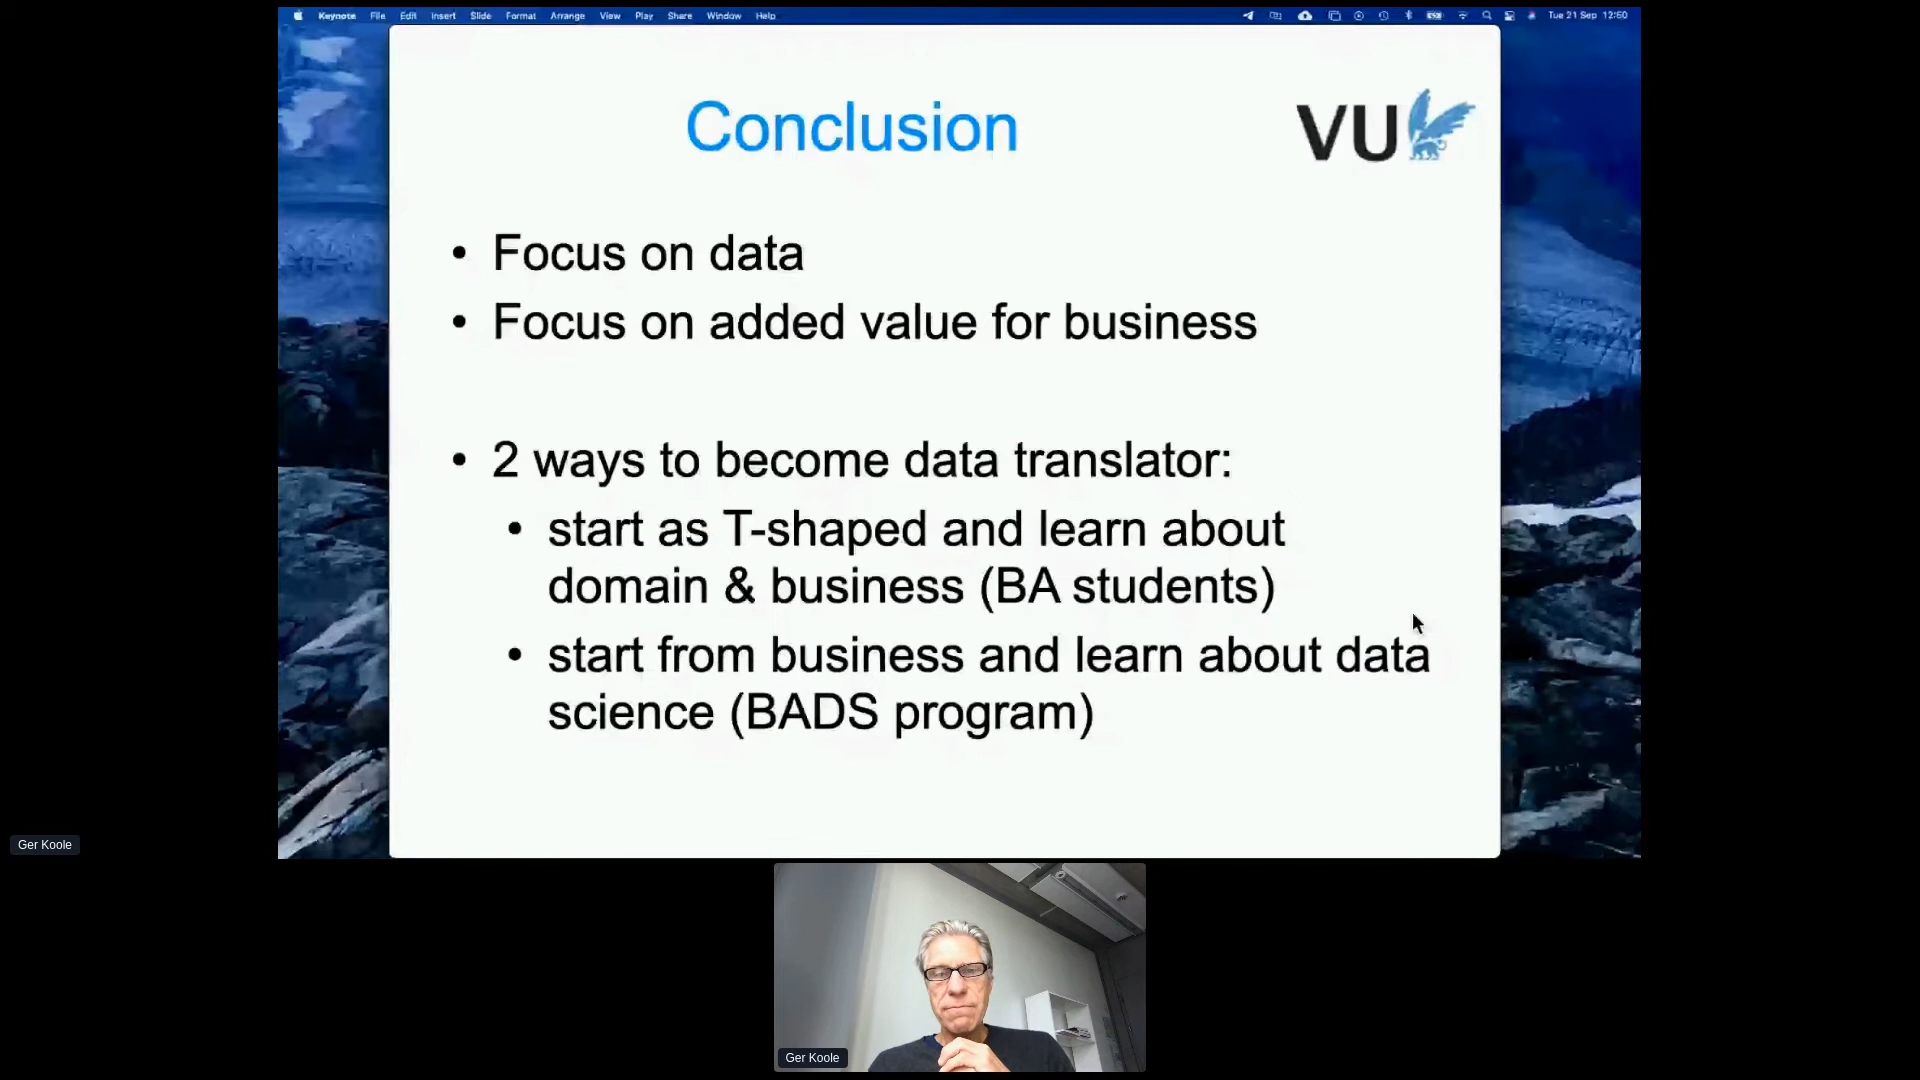 Keynote File Edit Insert Slide Format Arrange View Play Share Window Help Tue 21 Sep 12:50
Conclusion
VU
• Focus on data
• Focus on added value for business
• 2 ways to become data translator:
• start as T-shaped and learn about
domain & business (BA students)
• start from business and learn about data
science (BADS program)
Ger Koole
Ger Koole